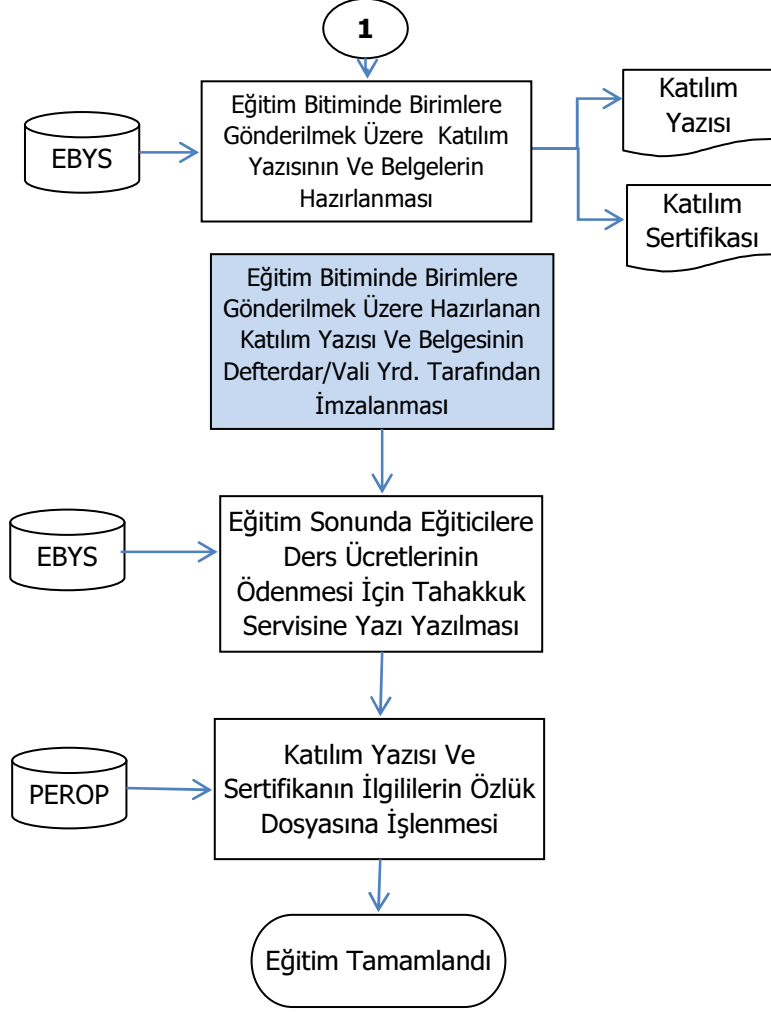 1
Eğitim Bitiminde Birimlere
Gönderilmek Üzere  Katılım
Yazısının Ve Belgelerin
Hazırlanması
EBYS
Katılım
Yazısı
Katılım
Sertifikası
Eğitim Bitiminde Birimlere
Gönderilmek Üzere Hazırlanan
Katılım Yazısı Ve Belgesinin
Defterdar/Vali Yrd. Tarafından
İmzalanması
EBYS
Eğitim Sonunda Eğiticilere
Ders Ücretlerinin
Ödenmesi İçin Tahakkuk
Servisine Yazı Yazılması
PEROP
Katılım Yazısı Ve
Sertifikanın İlgililerin Özlük
Dosyasına İşlenmesi
Eğitim Tamamlandı